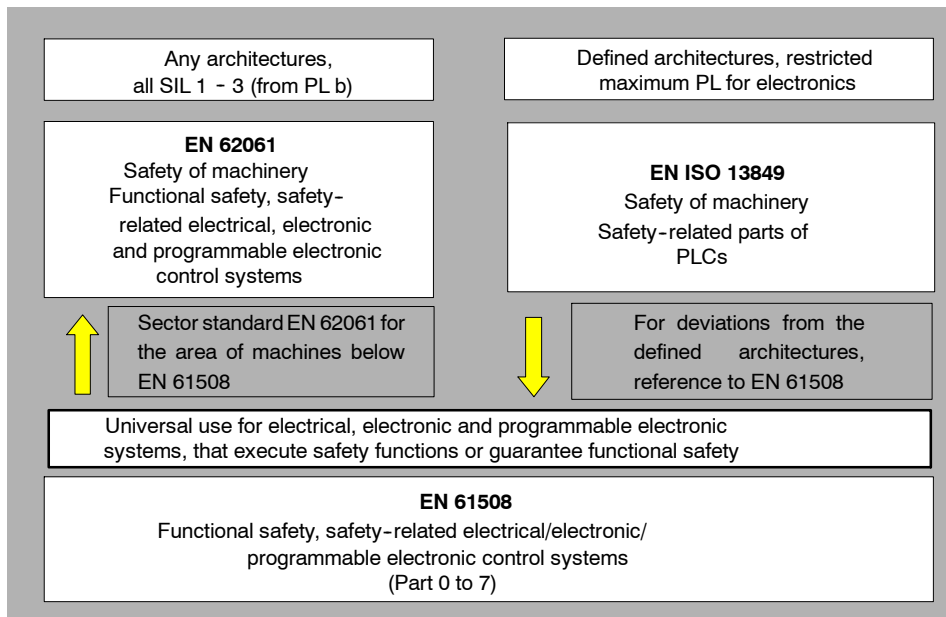 Any architectures,
all SIL 1 - 3 (from PL b)
Defined architectures, restricted
maximum PL for electronics
EN 62061
Safety of machinery
Functional safety, safety-
related electrical, electronic
and programmable electronic
control systems
EN ISO 13849
Safety of machinery
Safety-related parts of
PLCs
Sector standard EN 62061 for
the area of machines below
EN 61508
For deviations from the
defined architectures,
reference to EN 61508
Universal use for electrical, electronic and programmable electronic
systems, that execute safety functions or guarantee functional safety
EN 61508
Functional safety, safety-related electrical/electronic/
programmable electronic control systems
(Part 0 to 7)